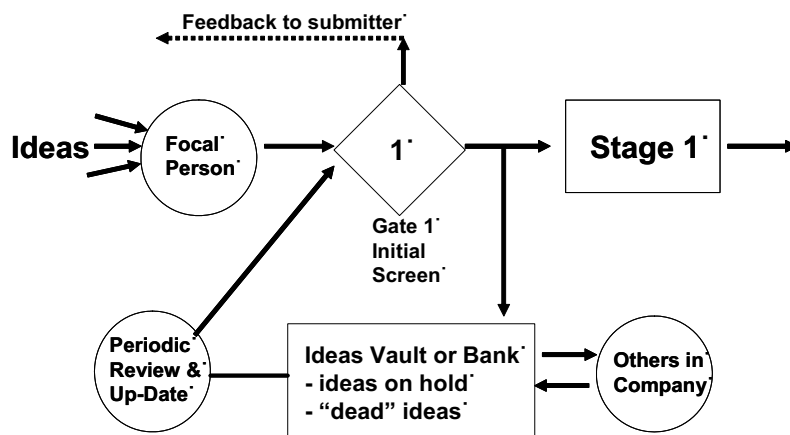 Feedback to submitter
Ideas
Focal
Person
1
Stage 1
Gate 1
Initial
Screen
Periodic
Review &
Up-Date
Ideas Vault or Bank
- ideas on hold
- “dead” ideas
Others in
Company